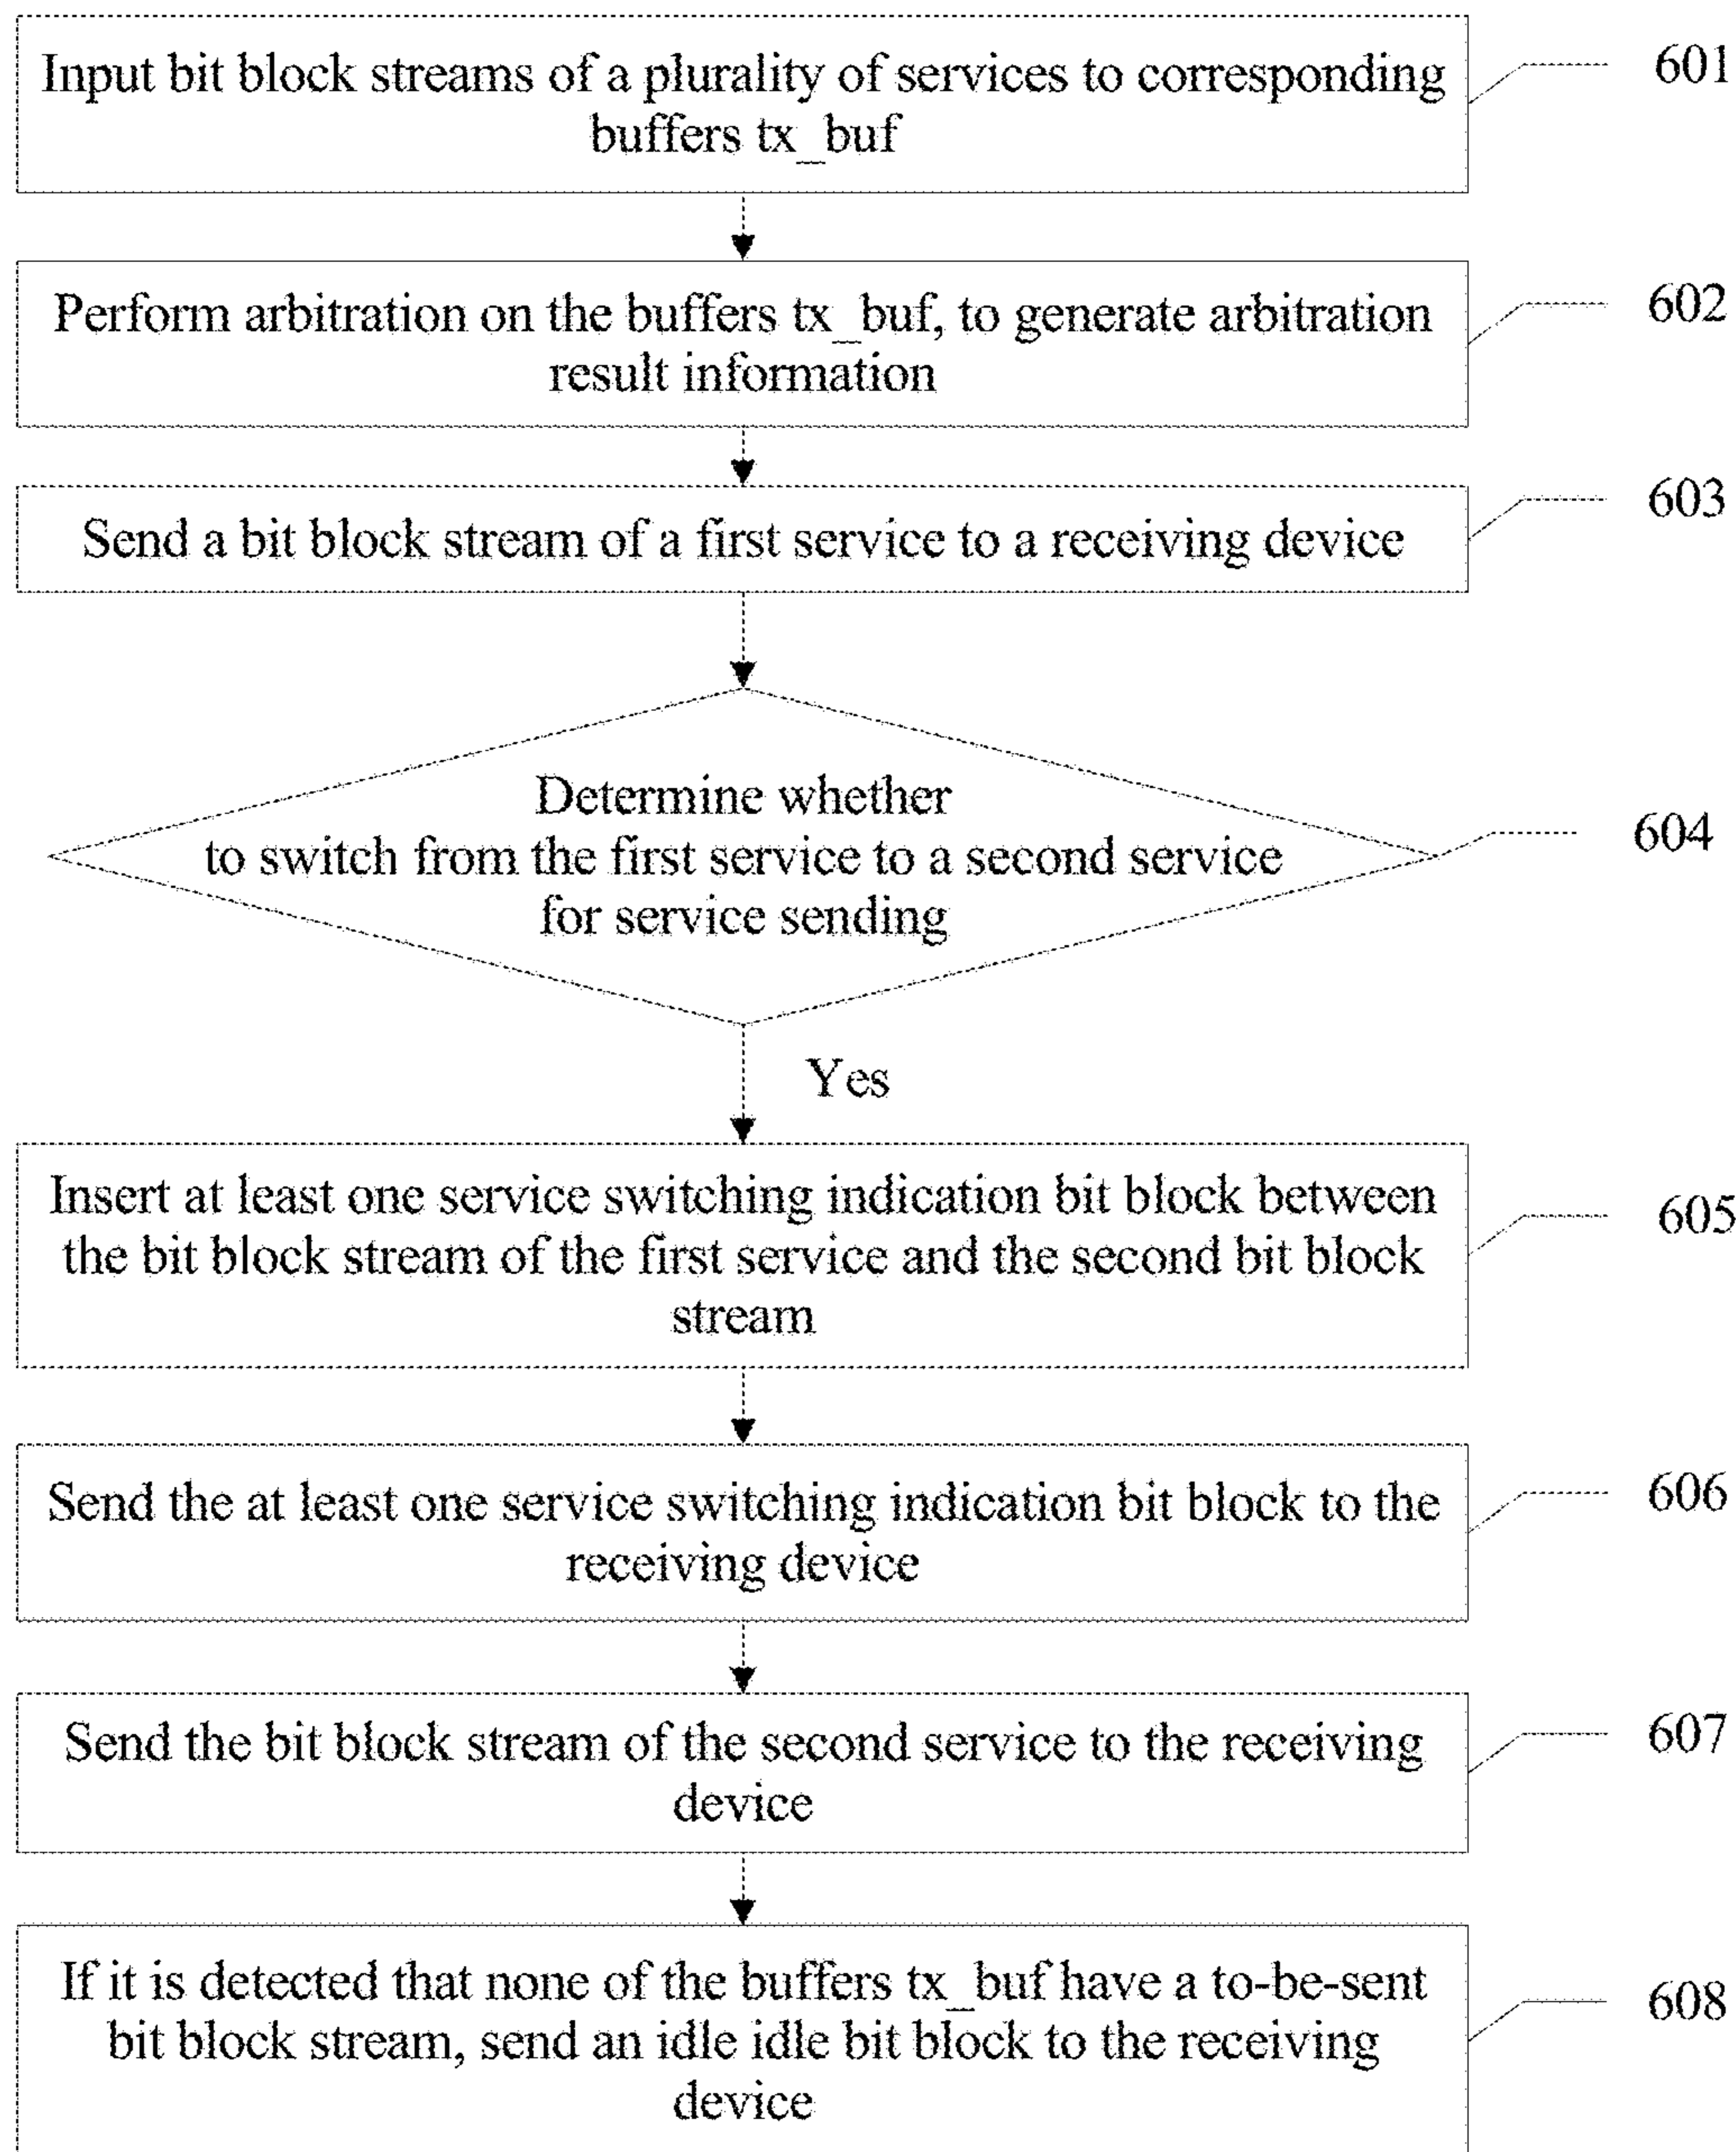 Input bit block streams of a plurality of services to corresponding
buffers tx_buf
601
Perform arbitration on the buffers tx_buf, to generate arbitration
result information
602
Send a bit block stream of a first service to a receiving device
603
Determine whether
to switch from the first service to a second service
for service sending
604
Yes
Insert at least one service switching indication bit block between
the bit block stream of the first service and the second bit block
stream
605
Send the at least one service switching indication bit block to the
receiving device
606
Send the bit block stream of the second service to the receiving
device
607
If it is detected that none of the buffers tx_buf have a to-be-sent
bit block stream, send an idle idle bit block to the receiving
device
608